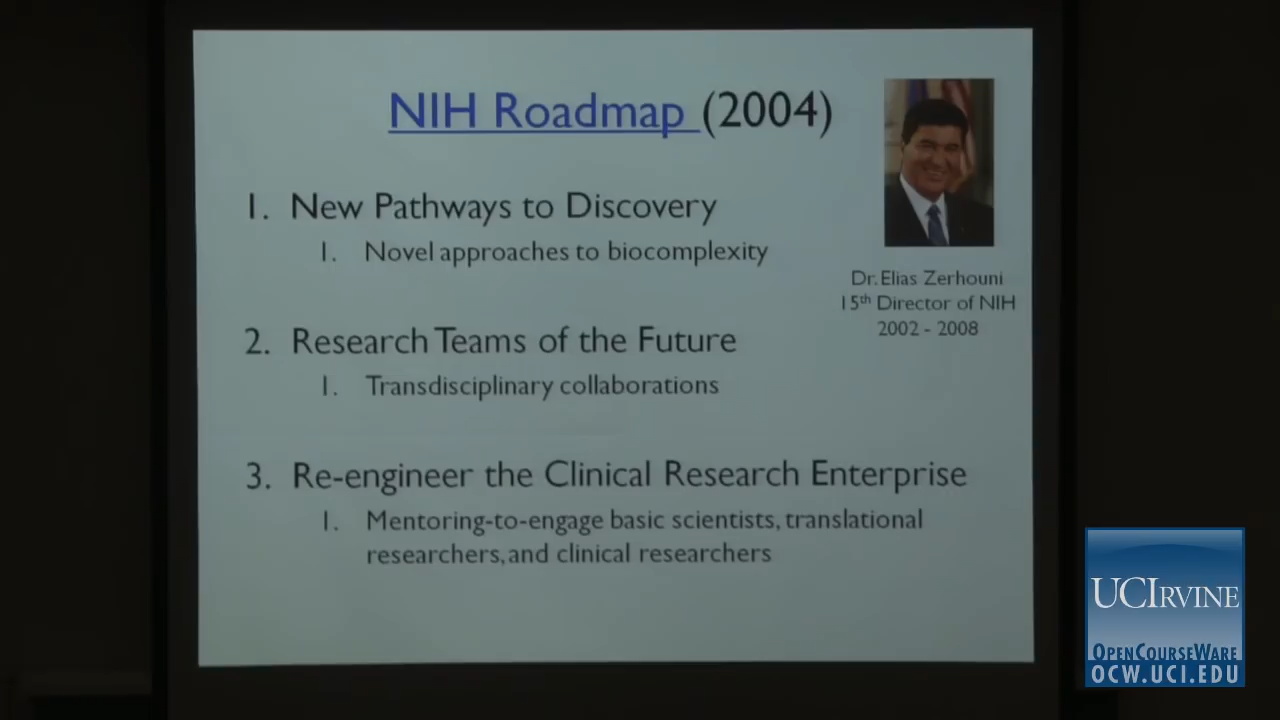 NIH Roadmap (2004)
1. New Pathways to Discovery
1. Novel approaches to biocomplexity
Dr. Elias Zerhouni
15th Director of NIH
2002 - 2008
2. Research Teams of the Future
1. Transdisciplinary collaborations
3. Re-engineer the Clinical Research Enterprise
1. Mentoring-to-engage basic scientists, translational
researchers, and clinical researchers
UCIRVINE
OPENCOURSEWARE
OCW.UCI.EDU